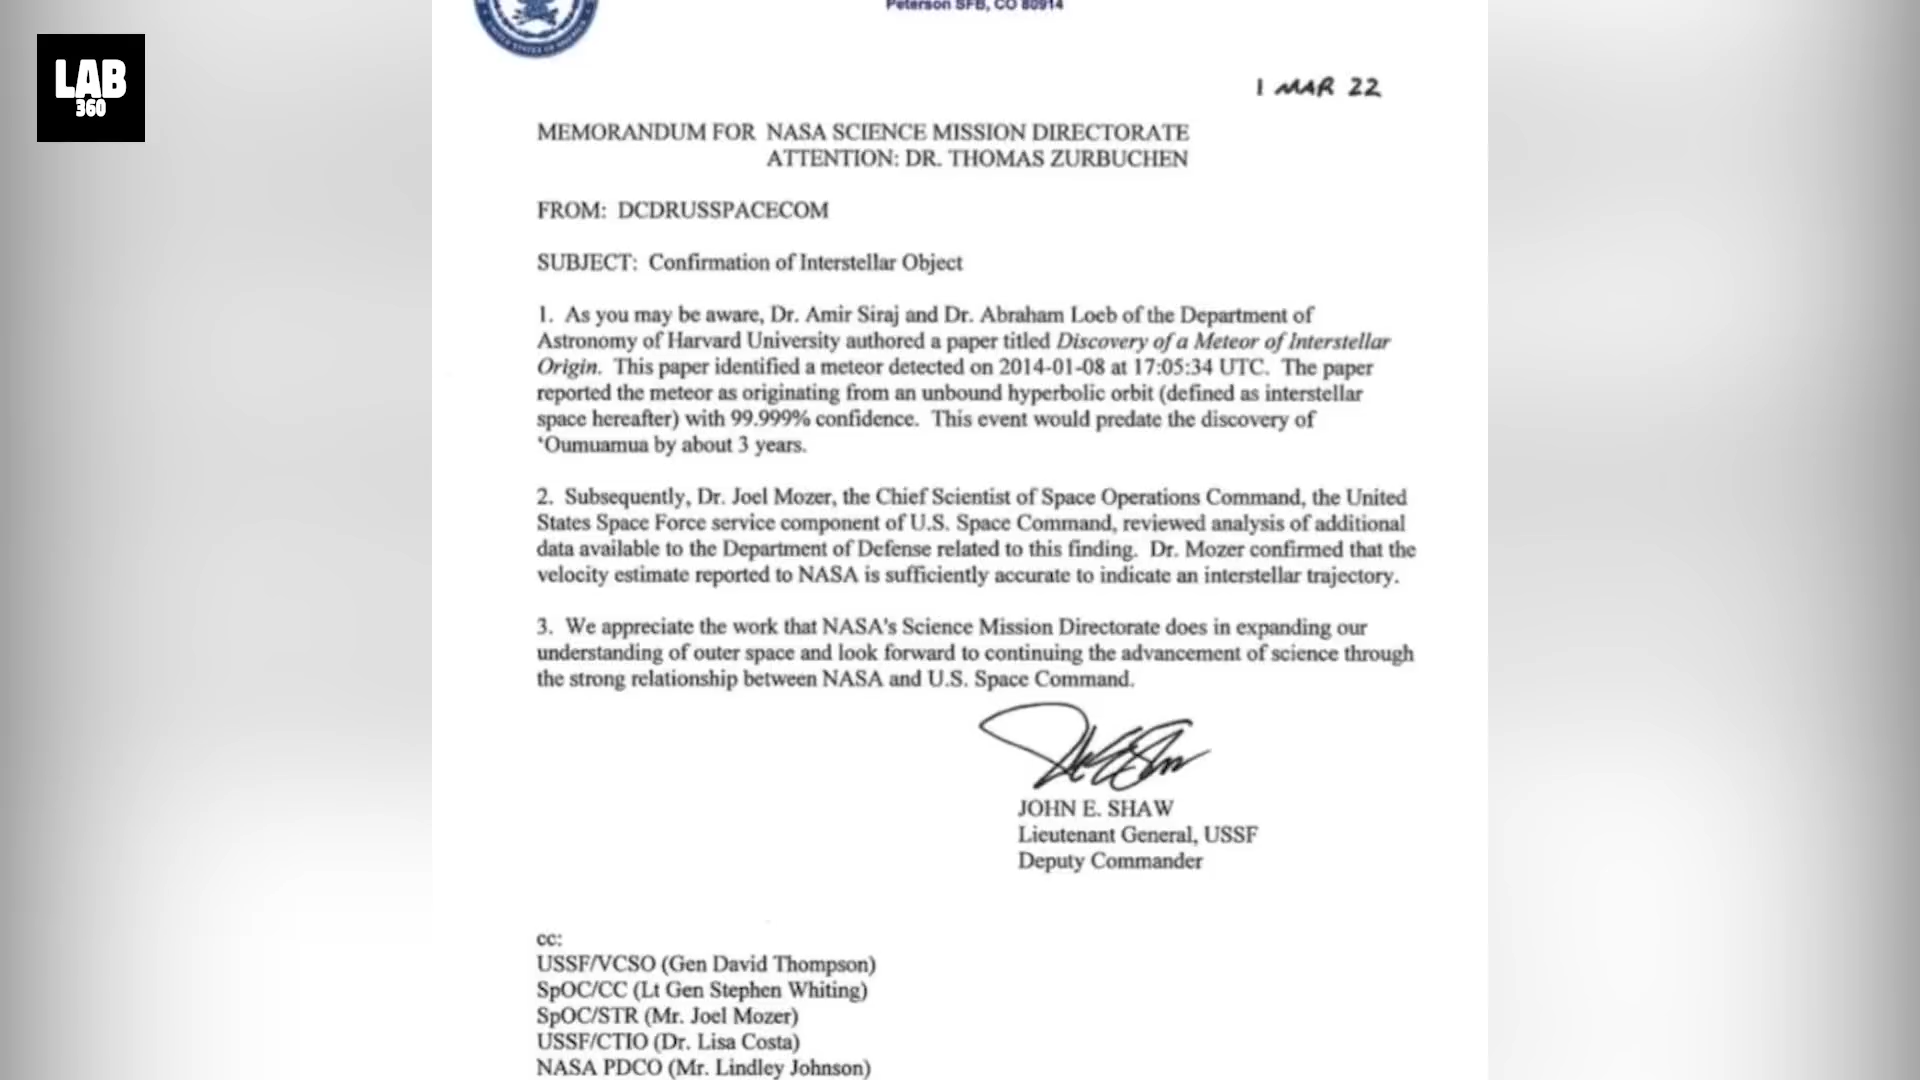 Peterson SFB, CO 80914
LAB
360
1 MAR 22
MEMORANDUM FOR NASA SCIENCE MISSION DIRECTORATE
ATTENTION: DR. THOMAS ZURBUCHEN
FROM: DCDRUSSPACECOM
SUBJECT: Confirmation of Interstellar Object
1. As you may be aware, Dr. Amir Siraj and Dr. Abraham Loeb of the Department of
Astronomy of Harvard University authored a paper titled Discovery of a Meteor of Interstellar
Origin. This paper identified a meteor detected on 2014-01-08 at 17:05:34 UTC. The paper
reported the meteor as originating from an unbound hyperbolic orbit (defined as interstellar
space hereafter) with 99.999% confidence. This event would predate the discovery of
'Oumuamua by about 3 years.
2. Subsequently, Dr. Joel Mozer, the Chief Scientist of Space Operations Command, the United
States Space Force service component of U.S. Space Command, reviewed analysis of additional
data available to the Department of Defense related to this finding. Dr. Mozer confirmed that the
velocity estimate reported to NASA is sufficiently accurate to indicate an interstellar trajectory.
3. We appreciate the work that NASA's Science Mission Directorate does in expanding our
understanding of outer space and look forward to continuing the advancement of science through
the strong relationship between NASA and U.S. Space Command.
JOHN E. SHAW
Lieutenant General, USSF
Deputy Commander
cc:
USSF/VCSO (Gen David Thompson)
SpOC/CC (Lt Gen Stephen Whiting)
SpOC/STR (Mr. Joel Mozer)
USSF/CTIO (Dr. Lisa Costa)
NASA PDCO (Mr. Lindley Johnson)